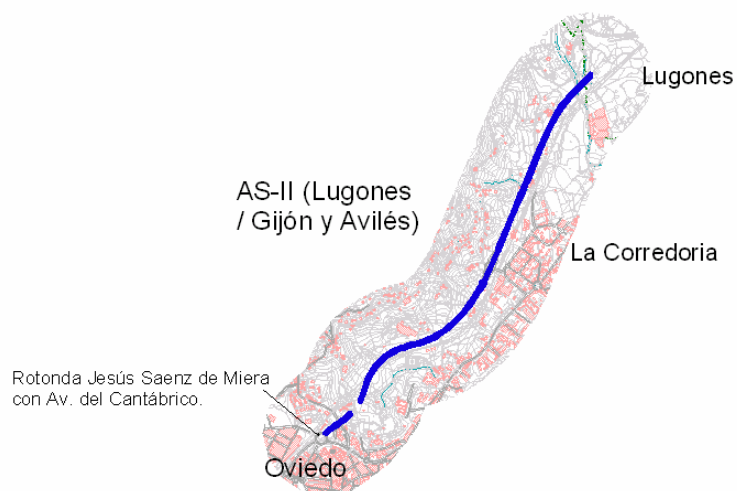 Lugones
AS-II (Lugones
/ Gijón y Avilés)
La Corredoria
Rotonda Jesús Saenz de Miera
con Av. del Cantábrico.
Oviedo